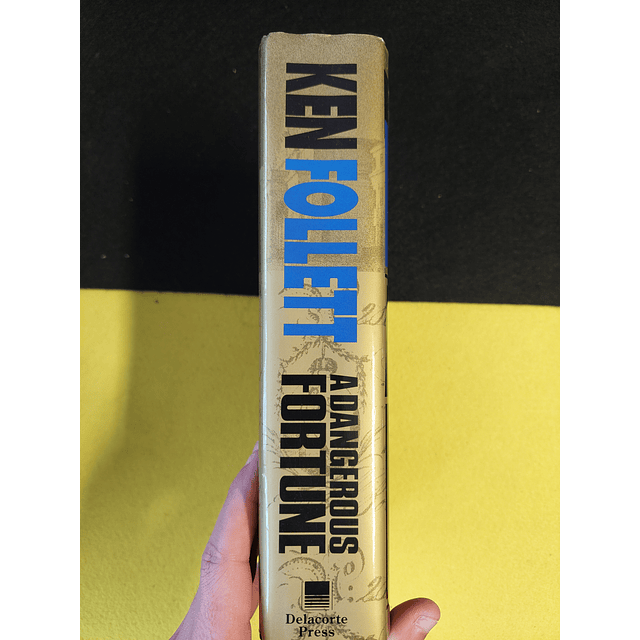 KEN FOLLETT
A DANGEROUS
FORTUNE
Delacorte
Press